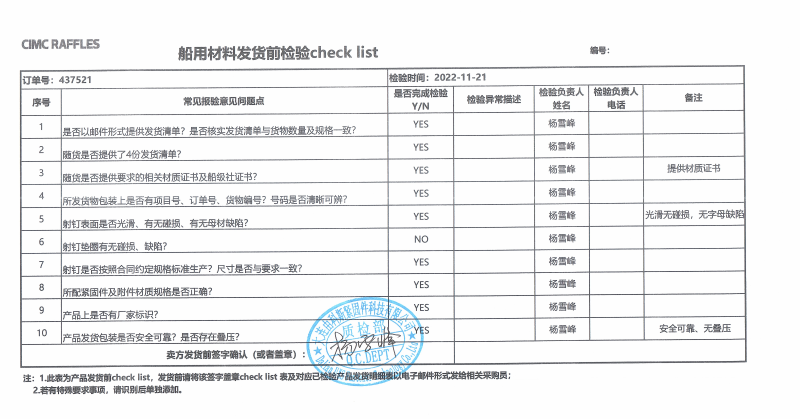 CIMC RAFFLES
船用材料发货前检验check list
编号：
订单号：437521 检验时间：2022-11-21
序号 常见报验意见问题点 是否完成检验 Y/N 检验异常描述 检验负责人 姓名 检验负责人 电话 备注
1 是否以邮件形式提供发货清单？是否核实发货清单与货物数量及规格一致？ YES 杨雪峰
2 随货是否提供了4份发货清单？ YES 杨雪峰
3 随货是否提供要求的相关材质证书及船级社证书？ YES 杨雪峰 提供材质证书
4 所发货物包装上是否有项目号、订单号、货物编号？号码是否清晰可辨？ YES 杨雪峰
5 射钉表面是否光滑、有无碰损、有无母材缺陷？ YES 杨雪峰 光滑无碰损，无字母缺陷
6 射钉垫圈有无碰损、缺陷？ NO 杨雪峰
7 射钉是否按照合同约定规格标准生产？尺寸是否与要求一致？ YES 杨雪峰
8 所配紧固件及附件材质规格是否正确？ YES 杨雪峰
9 产品上是否有厂家标识？ YES 杨雪峰
10 产品发货包装是否安全可靠？是否存在叠压？ YES 杨雪峰 安全可靠、无叠压
卖方发货前签字确认（或者盖章）：
质检部
杨雪峰
Q.C.DEPT
注：1.此表为产品发货前check list，发货前请将该签字盖章check list 表及对应已检验产品发货明细表以电子邮件形式发给相关采购员；
2.若有特殊要求事项，请识别后单独添加。